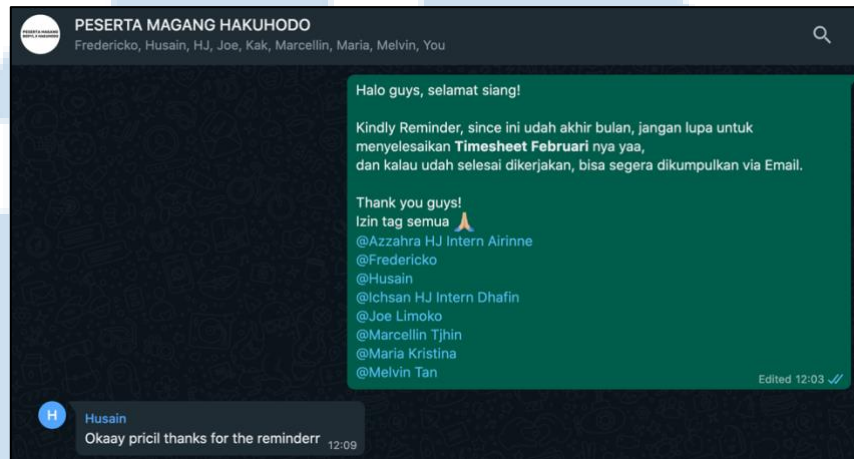 PESERTA MAGANG HAKUHODO
Fredericko, Husain, HJ, Joe, Kak, Marcellin, Maria, Melvin, You
Halo guys, selamat siang!
Kindly Reminder, since ini udah akhir bulan, jangan lupa untuk
menyelesaikan Timesheet Februari nya yaa,
dan kalau udah selesai dikerjakan, bisa segera dikumpulkan via Email.
Thank you guys!
Izin tag semua 🙏🏼
@Azzahra HJ Intern Airinne
@Fredericko
@Husain
@Ichsan HJ Intern Dhafin
@Joe Limoko
@Marcellin Tjhin
@Maria Kristina
@Melvin Tan
Edited 12:03
H
Husain
Okaay pricil thanks for the reminderr 12:09